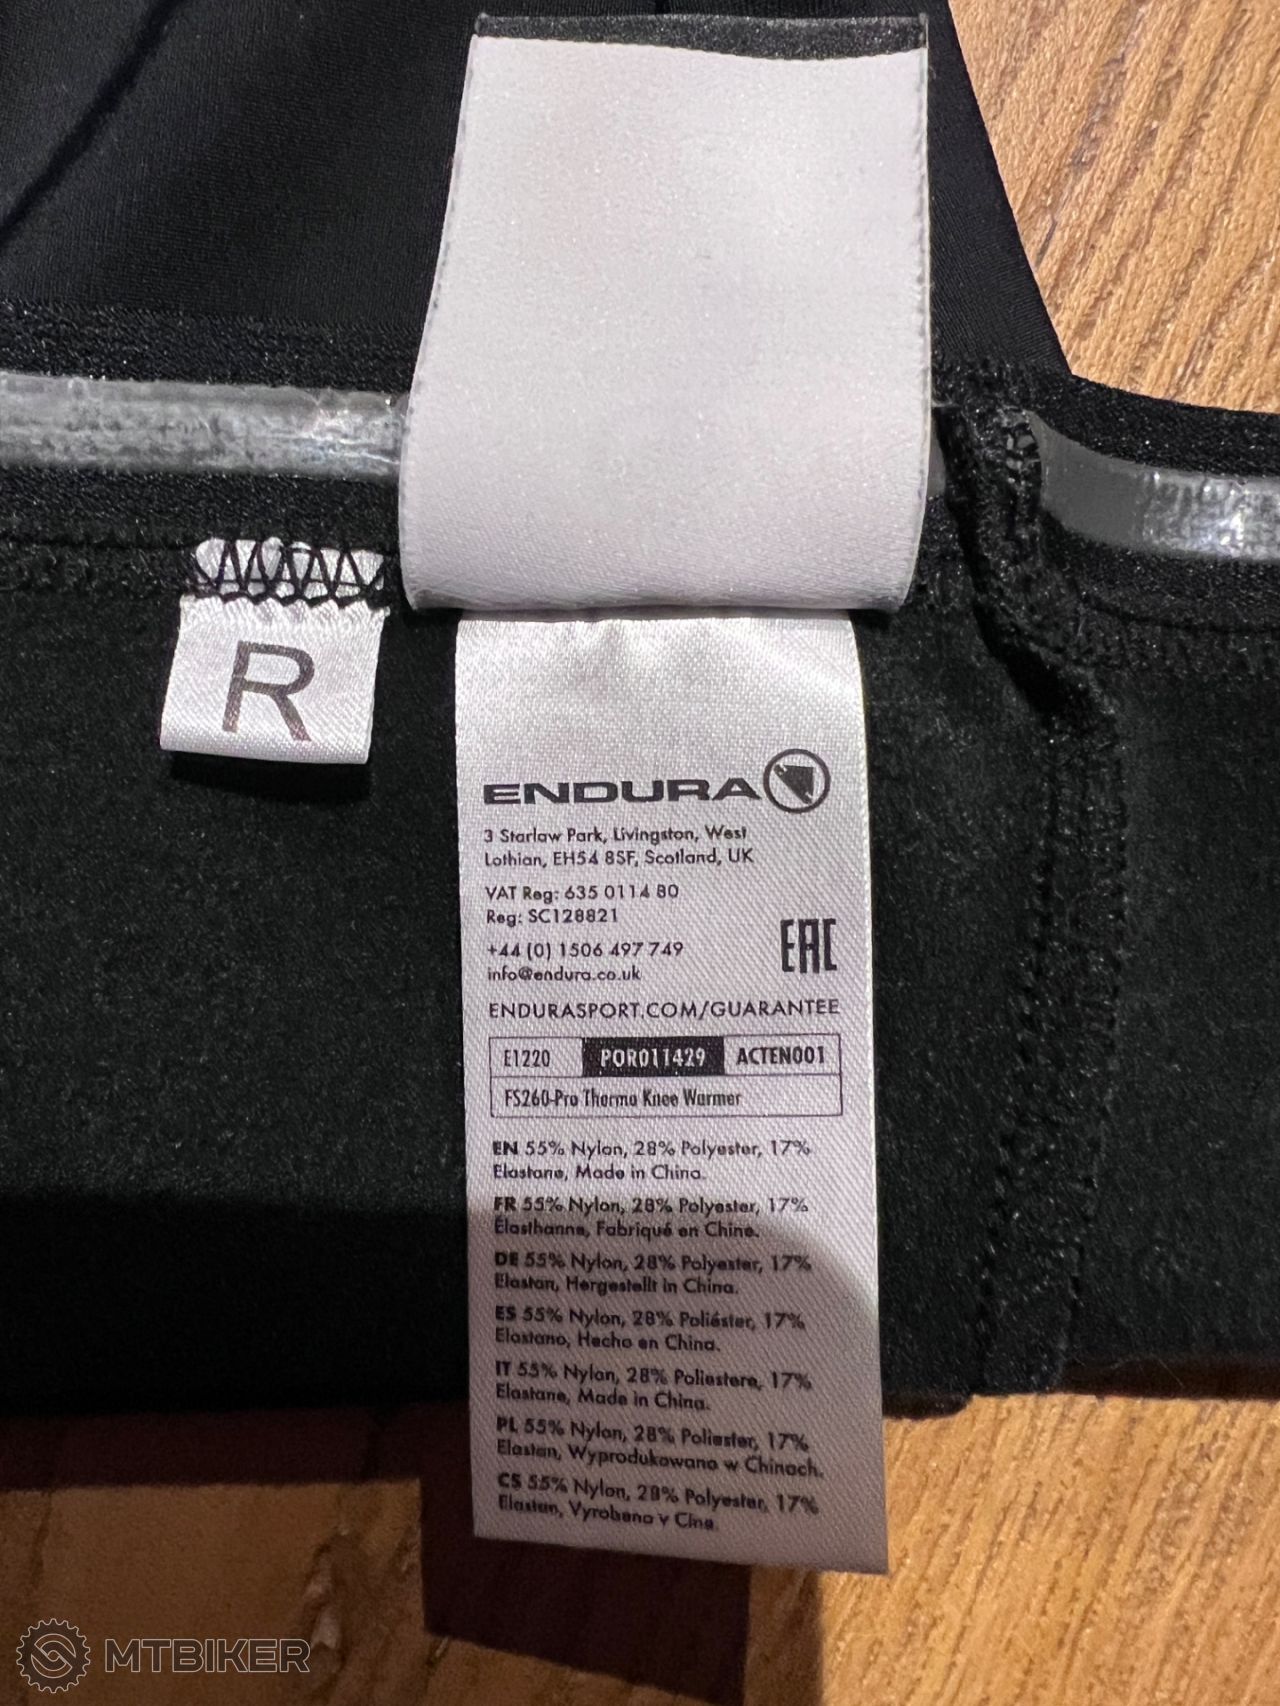 R
ENDURA
3 Starlaw Park, Livingston, West
Lothian, EH54 8SF, Scotland, UK
VAT Reg: 635 0114 80
Reg: SC128821
+44 (0) 1506 497 749
info@endura.co.uk
EAC
ENDURASPORT.COM/GUARANTEE
E1220 POR011429 ACTEN001
FS260-Pro Thermo Knee Warmer
EN 55% Nylon, 28% Polyester, 17%
Elastane, Made in China.
FR 55% Nylon, 28% Polyester, 17%
Élasthanne, Fabriqué en Chine.
DE 55% Nylon, 28% Polyester, 17%
Elastan, Hergestellt in China.
ES 55% Nylon, 28% Poliéster, 17%
Elastano, Hecho en China.
IT 55% Nylon, 28% Poliestere, 17%
Elastane, Made in China.
PL 55% Nylon, 28% Poliester, 17%
Elastan, Wyprodukowano w Chinach.
CS 55% Nylon, 28% Polyester, 17%
Elastan, Vyrobeno v Cine
MTBIKER